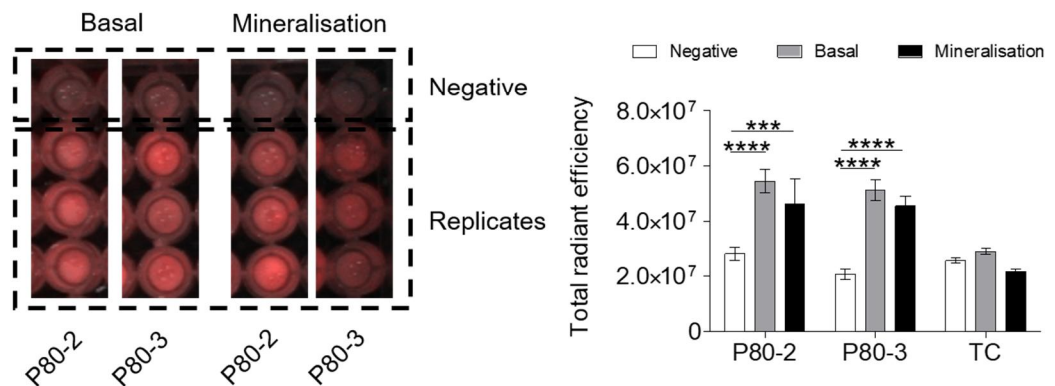 Basal Mineralisation
Negative
Replicates
P80-2 P80-3 P80-2 P80-3
Negative Basal Mineralisation
Total radiant efficiency
8.0×10⁷
6.0×10⁷
4.0×10⁷
2.0×10⁷
0
*** ****
**** ****
P80-2 P80-3 TC